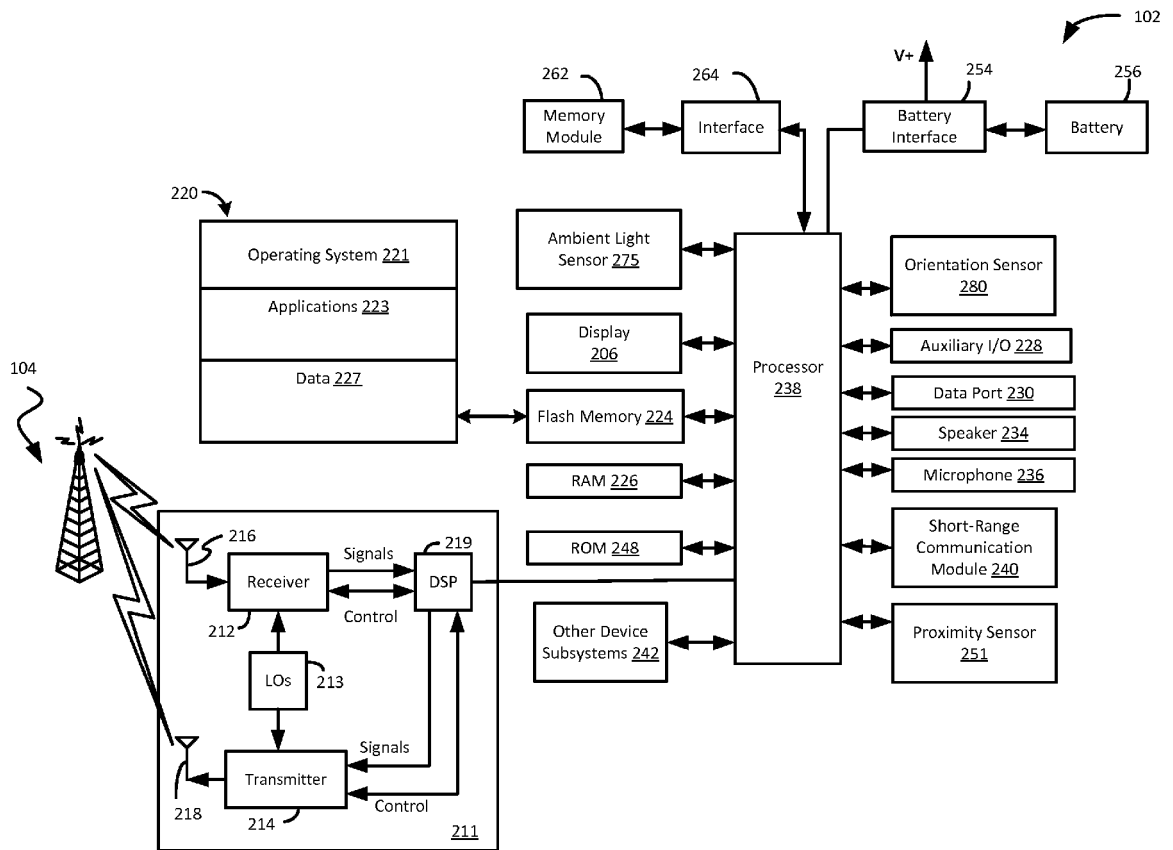 102
V+
262
264
254
256
Memory
Module
Interface
Battery
Interface
Battery
220
Operating System 221
Applications 223
Data 227
Ambient Light
Sensor 275
Display
206
Flash Memory 224
RAM 226
ROM 248
Other Device
Subsystems 242
Processor
238
Orientation Sensor
280
Auxiliary I/O 228
Data Port 230
Speaker 234
Microphone 236
Short-Range
Communication
Module 240
Proximity Sensor
251
104
216
Receiver
212
Signals
Control
219
DSP
LOs
213
Signals
Transmitter
Control
218
214
211